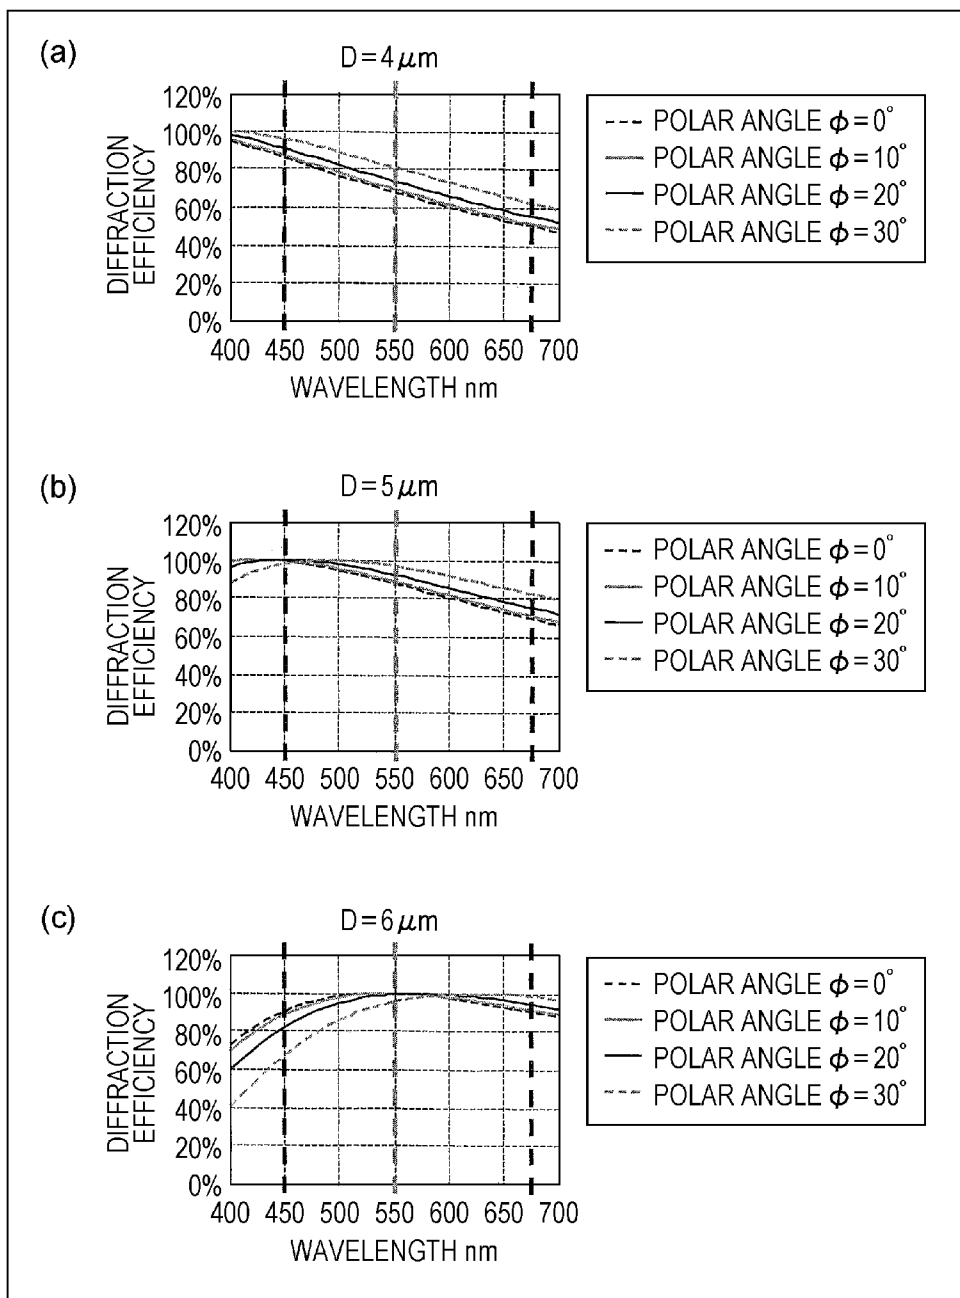 (a)
D=4μm
120%
100%
80%
60%
40%
20%
0%
DIFFRACTION
EFFICIENCY
400 450 500 550 600 650 700
WAVELENGTH nm
POLAR ANGLE ϕ=0°
POLAR ANGLE ϕ=10°
POLAR ANGLE ϕ=20°
POLAR ANGLE ϕ=30°
(b)
D=5μm
120%
100%
80%
60%
40%
20%
0%
DIFFRACTION
EFFICIENCY
400 450 500 550 600 650 700
WAVELENGTH nm
POLAR ANGLE ϕ=0°
POLAR ANGLE ϕ=10°
POLAR ANGLE ϕ=20°
POLAR ANGLE ϕ=30°
(c)
D=6μm
120%
100%
80%
60%
40%
20%
0%
DIFFRACTION
EFFICIENCY
400 450 500 550 600 650 700
WAVELENGTH nm
POLAR ANGLE ϕ=0°
POLAR ANGLE ϕ=10°
POLAR ANGLE ϕ=20°
POLAR ANGLE ϕ=30°